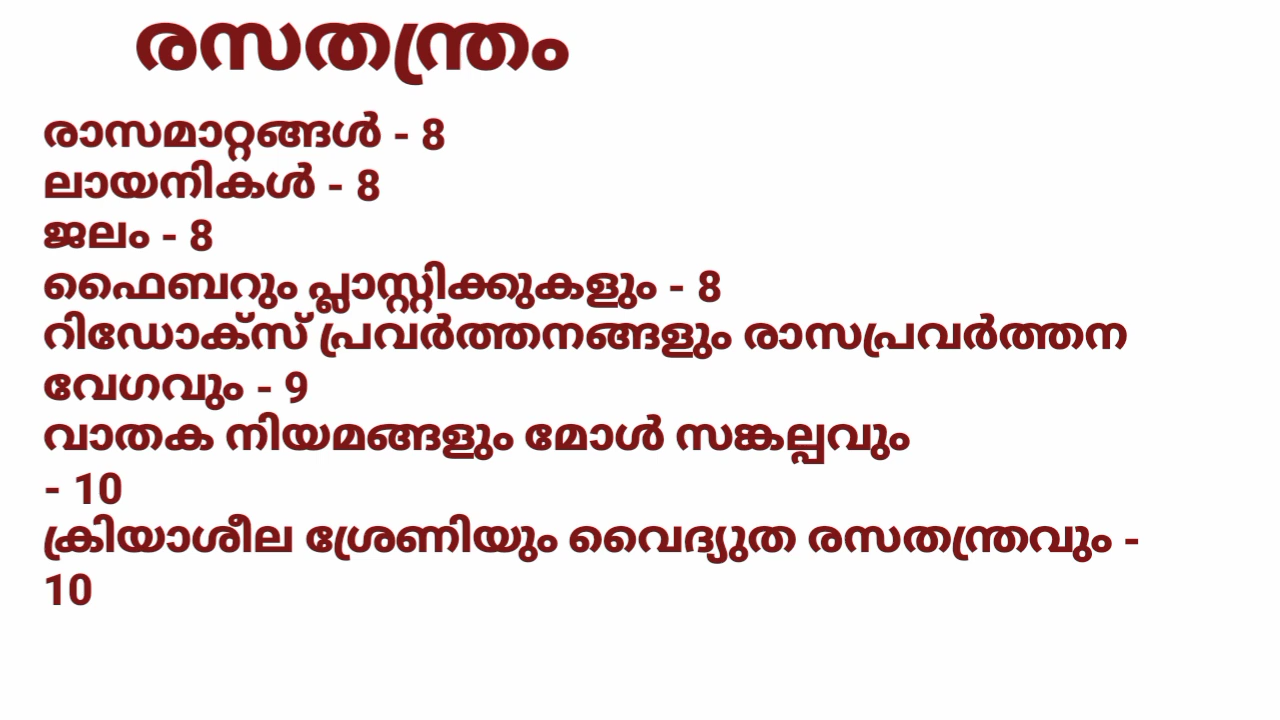 രസതന്ത്രം
രാസമാറ്റങ്ങൾ - 8
ലായനികൾ - 8
ജലം - 8
ഫൈബറും പ്ലാസ്റ്റിക്കുകളും - 8
റിഡോക്സ് പ്രവർത്തനങ്ങളും രാസപ്രവർത്തന
വേഗവും - 9
വാതക നിയമങ്ങളും മോൾ സങ്കല്പവും
- 10
ക്രിയാശീല ശ്രേണിയും വൈദ്യുത രസതന്ത്രവും -
10